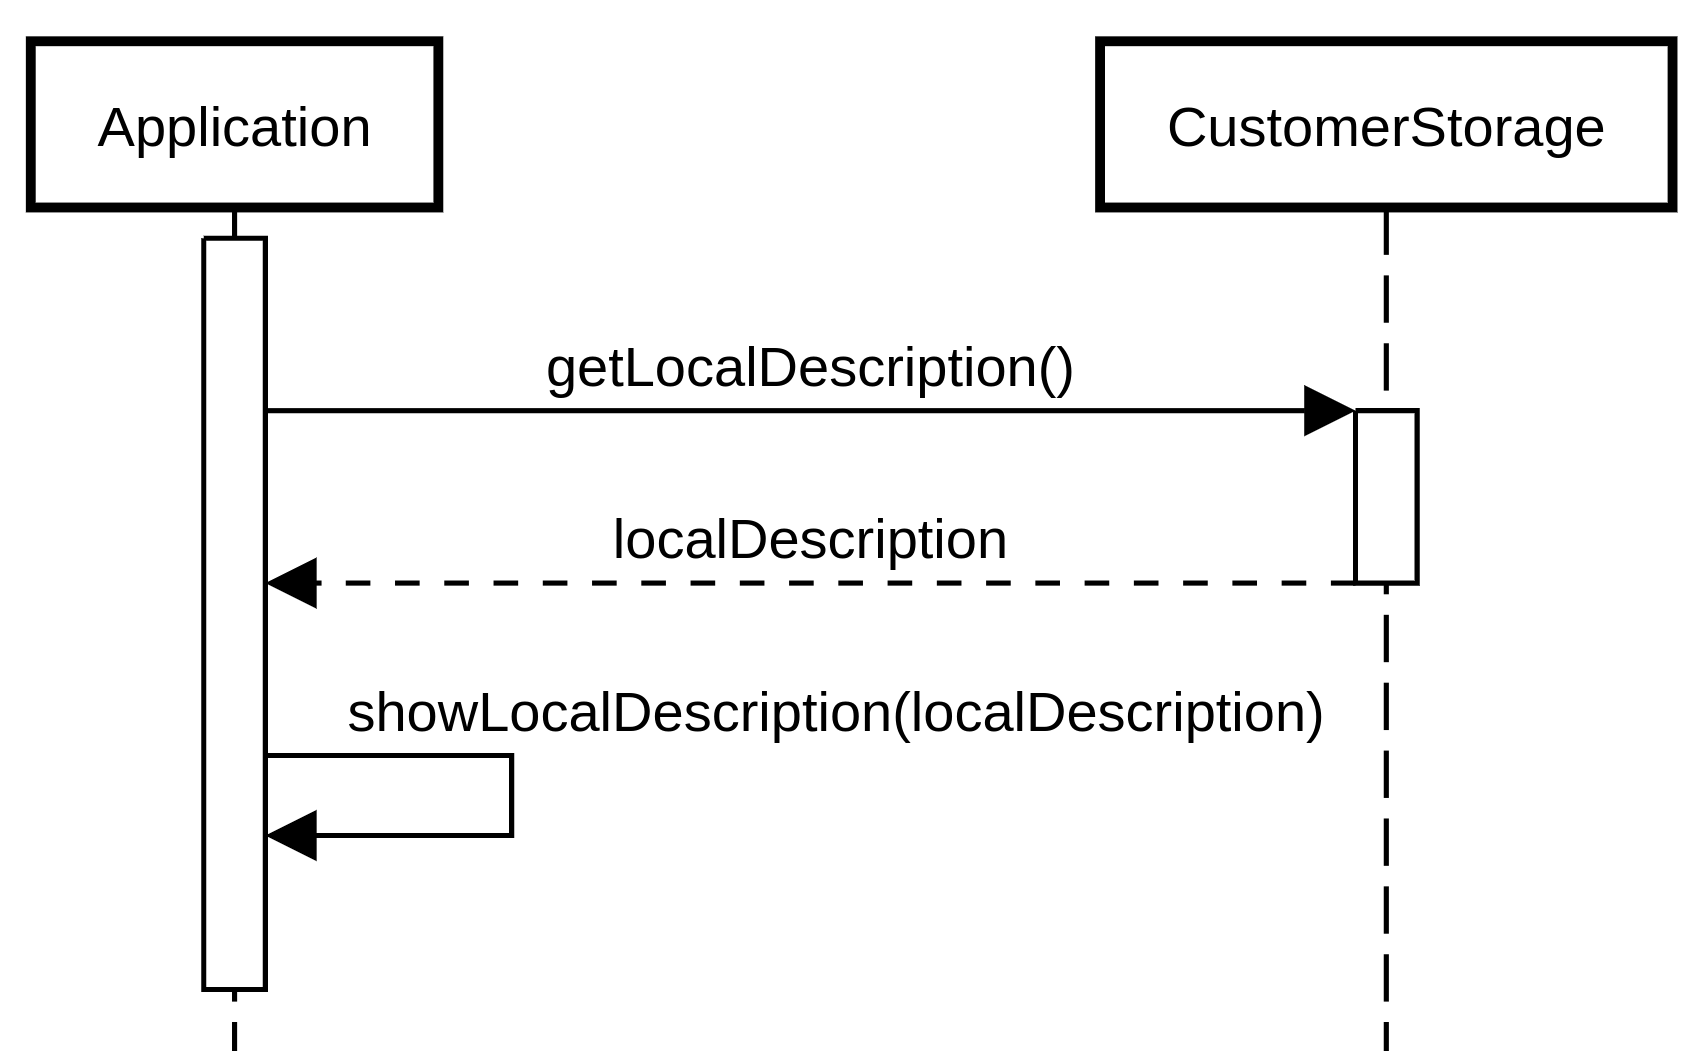 Application
CustomerStorage
getLocalDescription()
localDescription
showLocalDescription(localDescription)